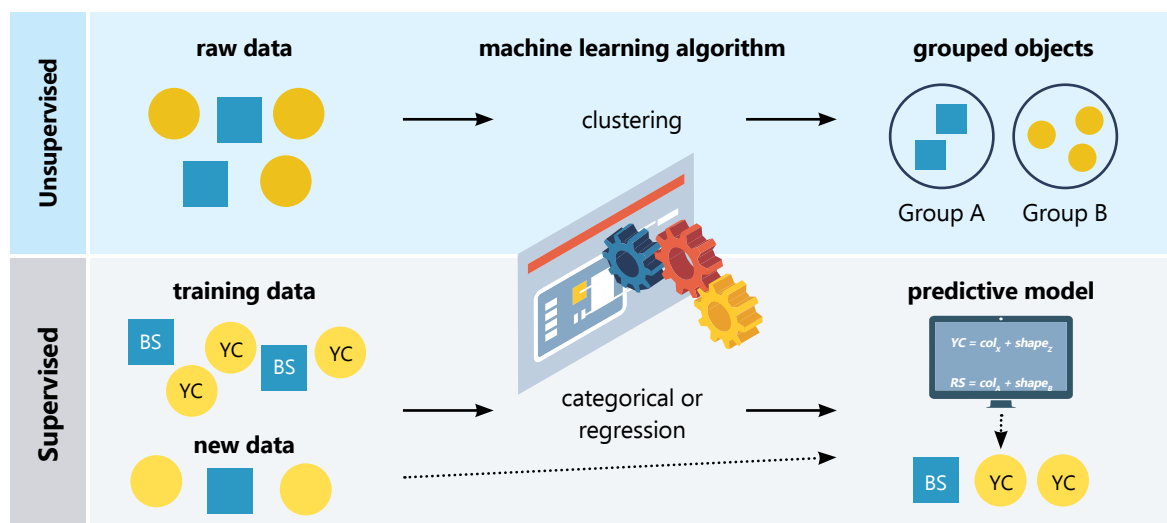 Unsupervised
raw data
machine learning algorithm
grouped objects
clustering
Group A
Group B
Supervised
training data
BS
YC
BS
YC
YC
new data
categorical or
regression
predictive model
YC = colX + shapeZ
RS = colA + shapeB
BS
YC
YC